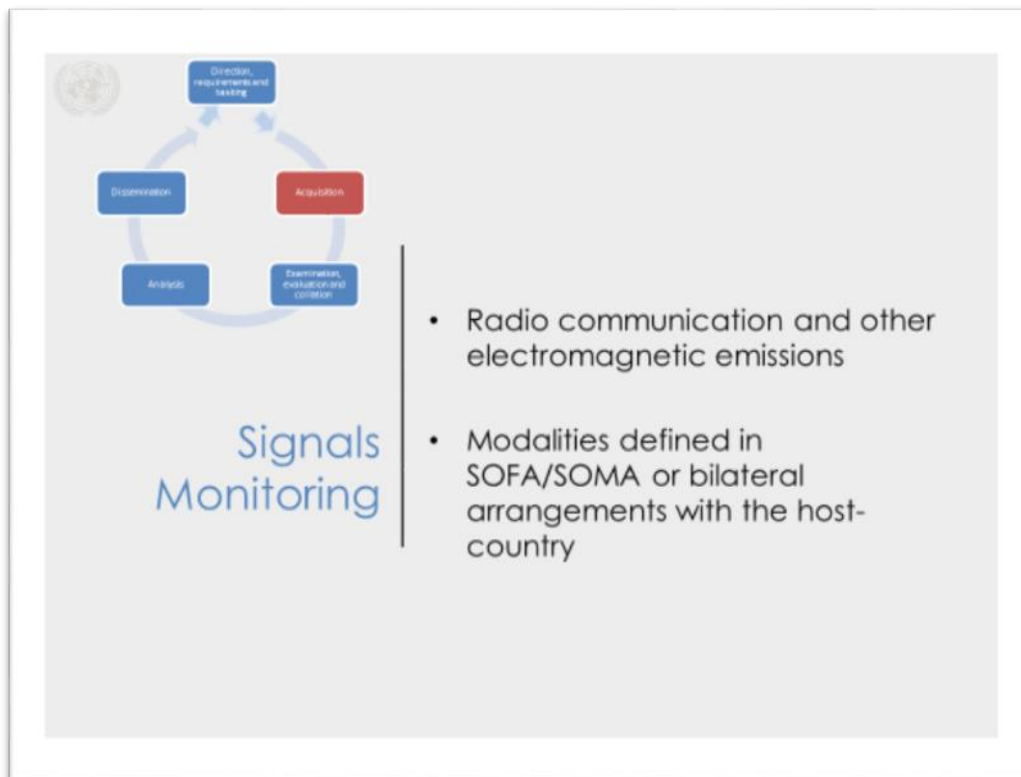 Direction,
requirements and
tasking
Dissemination
Acquisition
Analysis
Examination,
evaluation and
collation
Signals
Monitoring
• Radio communication and other
electromagnetic emissions
• Modalities defined in
SOFA/SOMA or bilateral
arrangements with the host-
country